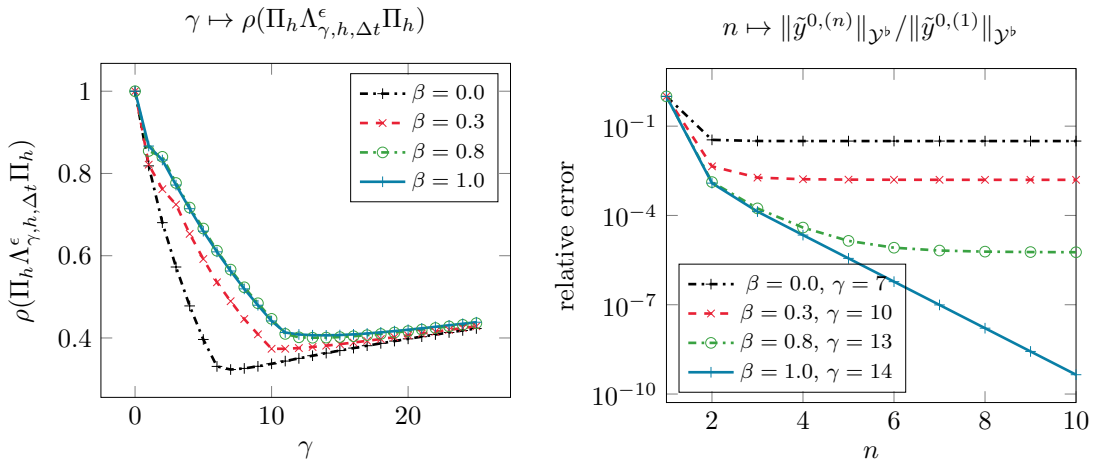 γ ↦ ρ(Π_hΛ^ϵ_{γ,h,Δt}Π_h)
ρ(Π_hΛ^ϵ_{γ,h,Δt}Π_h)
1
0.8
0.6
0.4
0
10
20
γ
β = 0.0
β = 0.3
β = 0.8
β = 1.0
n ↦ ‖ỹ^{0,(n)}‖_{𝒴^♭}/‖ỹ^{0,(1)}‖_{𝒴^♭}
relative error
10^{−1}
10^{−4}
10^{−7}
10^{−10}
2
4
6
8
10
n
β = 0.0, γ = 7
β = 0.3, γ = 10
β = 0.8, γ = 13
β = 1.0, γ = 14